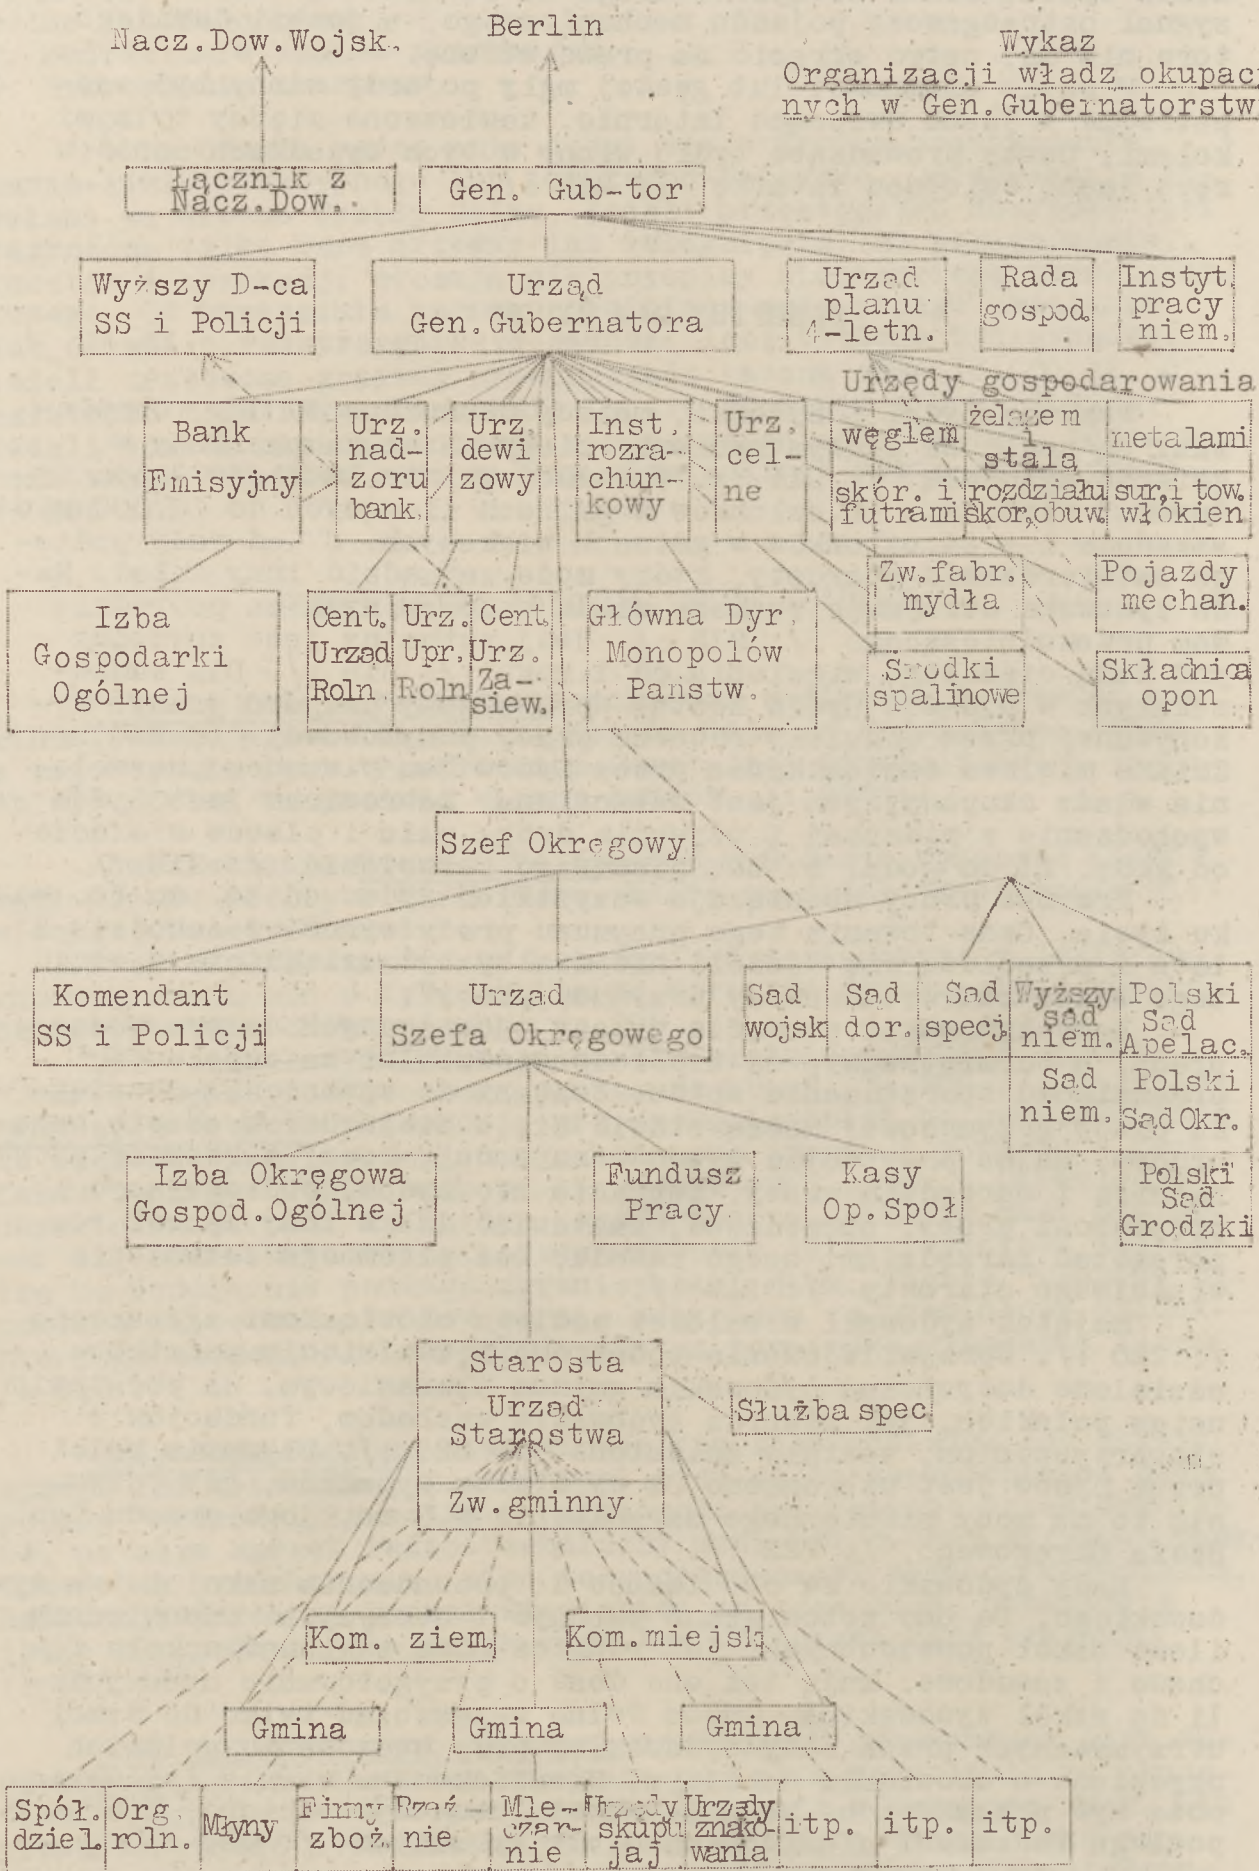 Nacz.Dow.Wojsk.
Berlin
Wykaz
Organizacji władz okupacj
nych w Gen.Gubernatorstw.
Łącznik z
Nacz.Dow.
Gen. Gub-tor
Wyższy D-ca
SS i Policji
Urząd
Gen.Gubernatora
Urząd
planu
4-letn.
Rada
gospod.
Instyt.
pracy
niem.
Urzędy gospodarowania
Bank
Emisyjny
Urz.
nad-
zoru
bank.
Urz.
dewi
zowy
Inst.
rozra-
chun-
kowy
Urz.
cel-
ne
węglem
żelazem
i
stalą
metalami
skór. i
futrami
rozdziału
skór,obuw.
sur,i tow.
włókien
Izba
Gospodarki
Ogólnej
Cent.
Urząd
Roln.
Urz.
Upr.
Roln
Cent.
Urz.
Za-
siew.
Główna Dyr.
Monopolów
Państw.
Zw.fabr.
mydła
Pojazdy
mechan.
Srodki
spalinowe
Składnica
opon
Szef Okręgowy
Komendant
SS i Policji
Urząd
Szefa Okręgowego
Sąd
wojsk
Sąd
dor.
Sąd
specj.
Wyższy
sąd
niem.
Polski
Sąd
Apelac.
Sąd
niem.
Polski
Sąd Okr.
Polski
Sąd
Grodzki
Izba Okręgowa
Gospod.Ogólnej
Fundusz
Pracy
Kasy
Op.Społ
Starosta
Urząd
Starostwa
Zw.gminny
Służba spec.
Kom. ziem.
Kom.miejsk.
Gmina
Gmina
Gmina
Spół.
dziel.
Org.
roln.
Młyny
Firmy
zboż.
Rzeź-
nie
Mle-
czar-
nie
Urzędy
skupu
jaj
Urzędy
znako-
wania
itp.
itp.
itp.